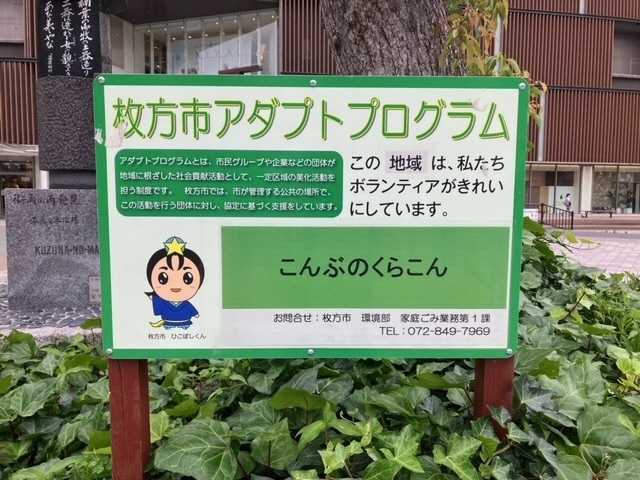 枚方市アダプトプログラム
アダプトプログラムとは、市民グループや企業などの団体が
地域に根ざした社会貢献活動として、一定区域の美化活動を
担う制度です。 枚方市では、市が管理する公共の場所で、
この活動を行う団体に対し、協定に基づく支援をしています。
この 地域 は、私たち
ボランティアがきれい
にしています。
こんぶのくらこん
枚方市 ひこぼしくん
お問合せ：枚方市 環境部 家庭ごみ業務第1課
TEL：072-849-7969
KUZUHA-NO-MA